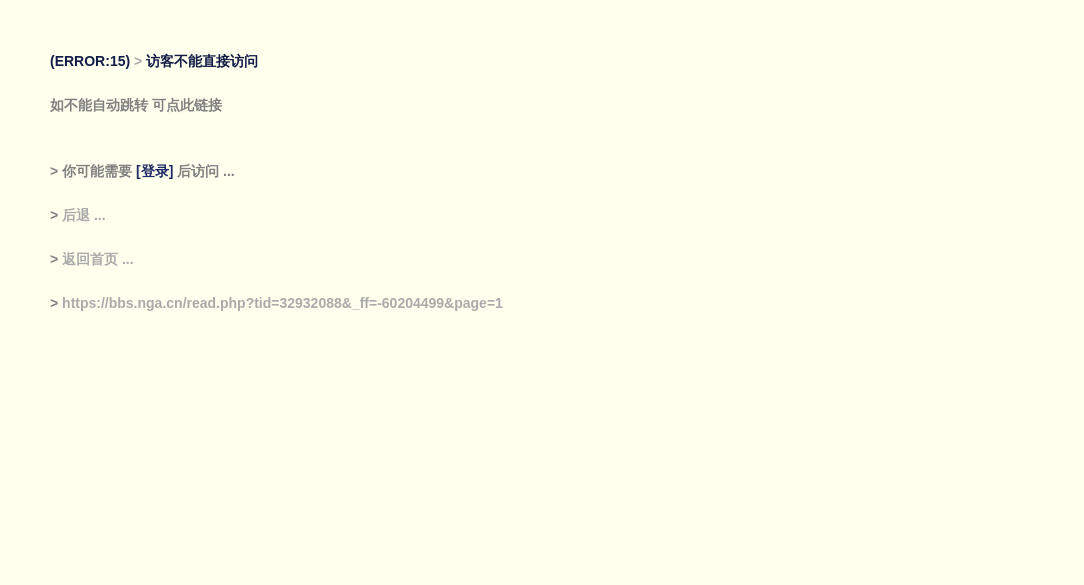 (ERROR:15) > 访客不能直接访问
如不能自动跳转 可点此链接
> 你可能需要 [登录] 后访问 ...
> 后退 ...
> 返回首页 ...
> https://bbs.nga.cn/read.php?tid=32932088&_ff=-60204499&page=1